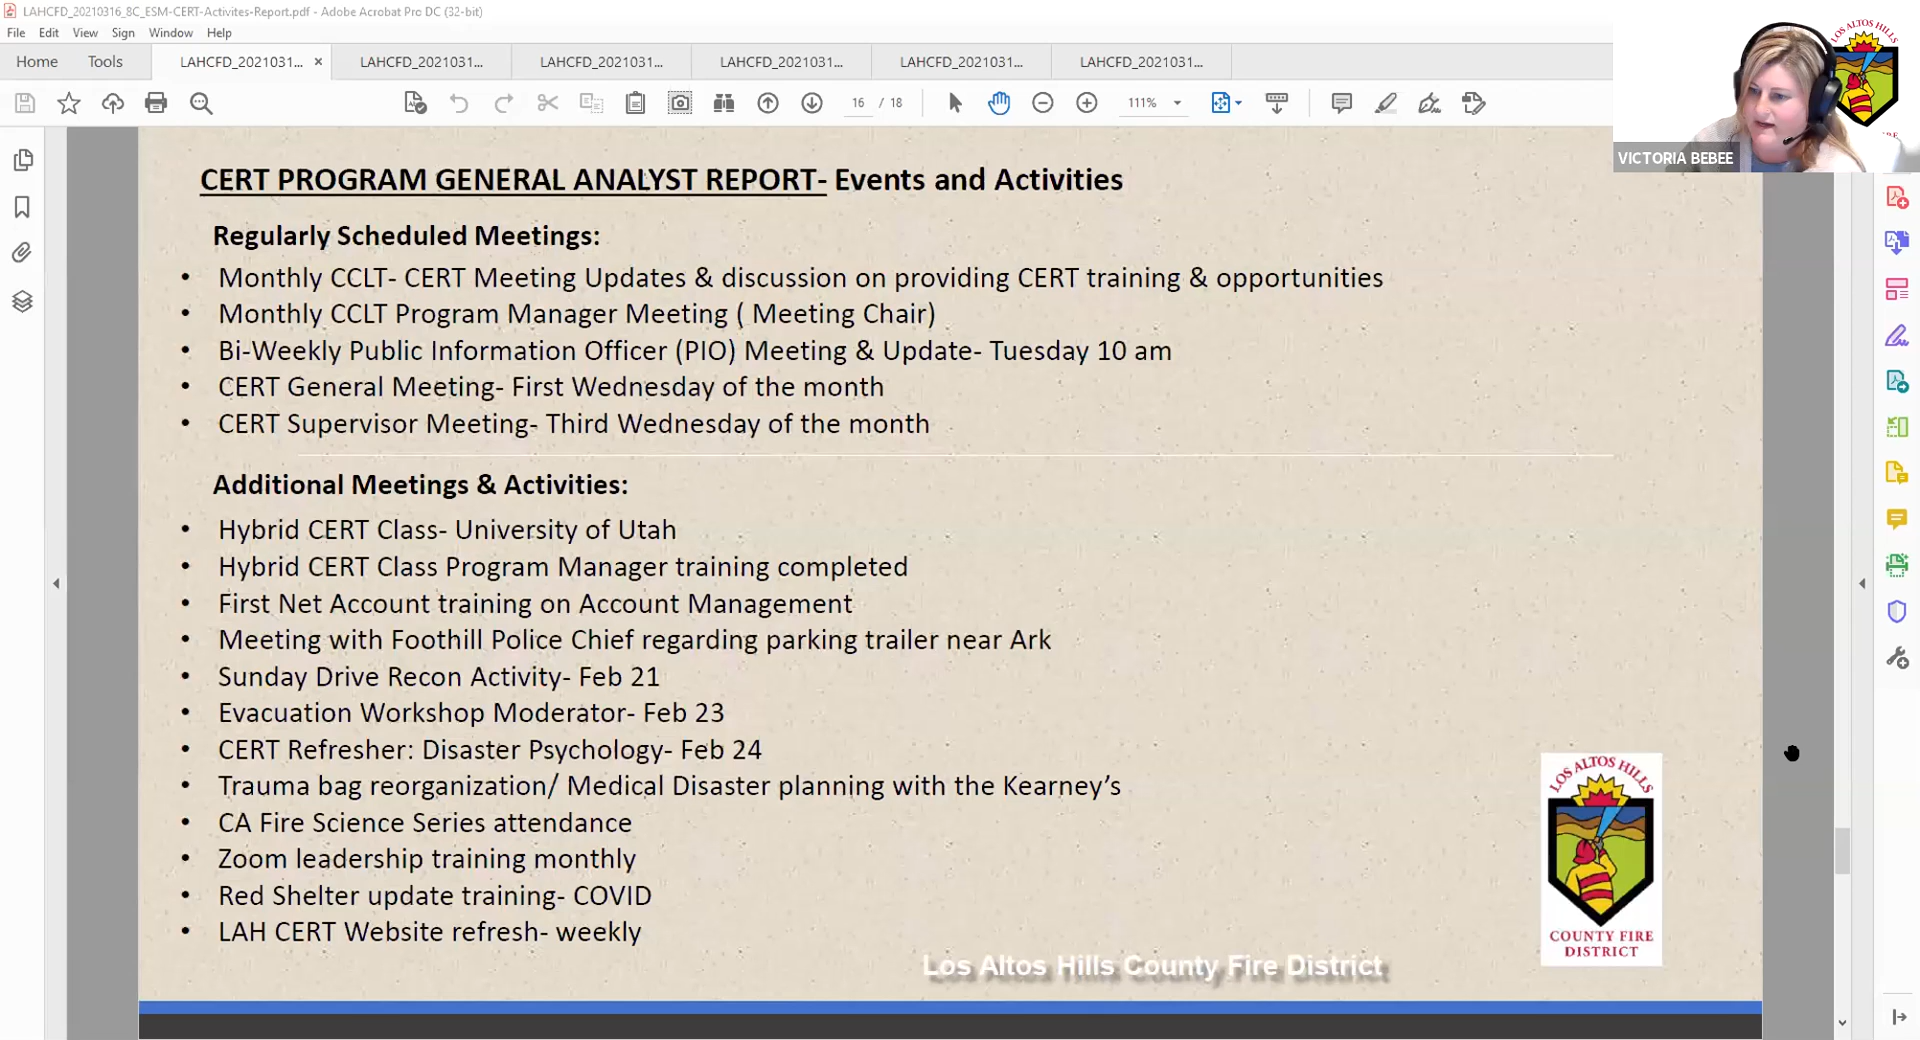 LAHCFD_20210316_8C_ESM-CERT-Activites-Report.pdf - Adobe Acrobat Pro DC (32-bit)
File Edit View Sign Window Help
Home Tools LAHCFD_2021031... × LAHCFD_2021031... LAHCFD_2021031... LAHCFD_2021031... LAHCFD_2021031... LAHCFD_2021031...
16 / 18 111%
LOS ALTOS HILLS
VICTORIA BEBEE
CERT PROGRAM GENERAL ANALYST REPORT- Events and Activities
Regularly Scheduled Meetings:
• Monthly CCLT- CERT Meeting Updates & discussion on providing CERT training & opportunities
• Monthly CCLT Program Manager Meeting ( Meeting Chair)
• Bi-Weekly Public Information Officer (PIO) Meeting & Update- Tuesday 10 am
• CERT General Meeting- First Wednesday of the month
• CERT Supervisor Meeting- Third Wednesday of the month
Additional Meetings & Activities:
• Hybrid CERT Class- University of Utah
• Hybrid CERT Class Program Manager training completed
• First Net Account training on Account Management
• Meeting with Foothill Police Chief regarding parking trailer near Ark
• Sunday Drive Recon Activity- Feb 21
• Evacuation Workshop Moderator- Feb 23
• CERT Refresher: Disaster Psychology- Feb 24
• Trauma bag reorganization/ Medical Disaster planning with the Kearney’s
• CA Fire Science Series attendance
• Zoom leadership training monthly
• Red Shelter update training- COVID
• LAH CERT Website refresh- weekly
LOS ALTOS HILLS
COUNTY FIRE
DISTRICT
Los Altos Hills County Fire District